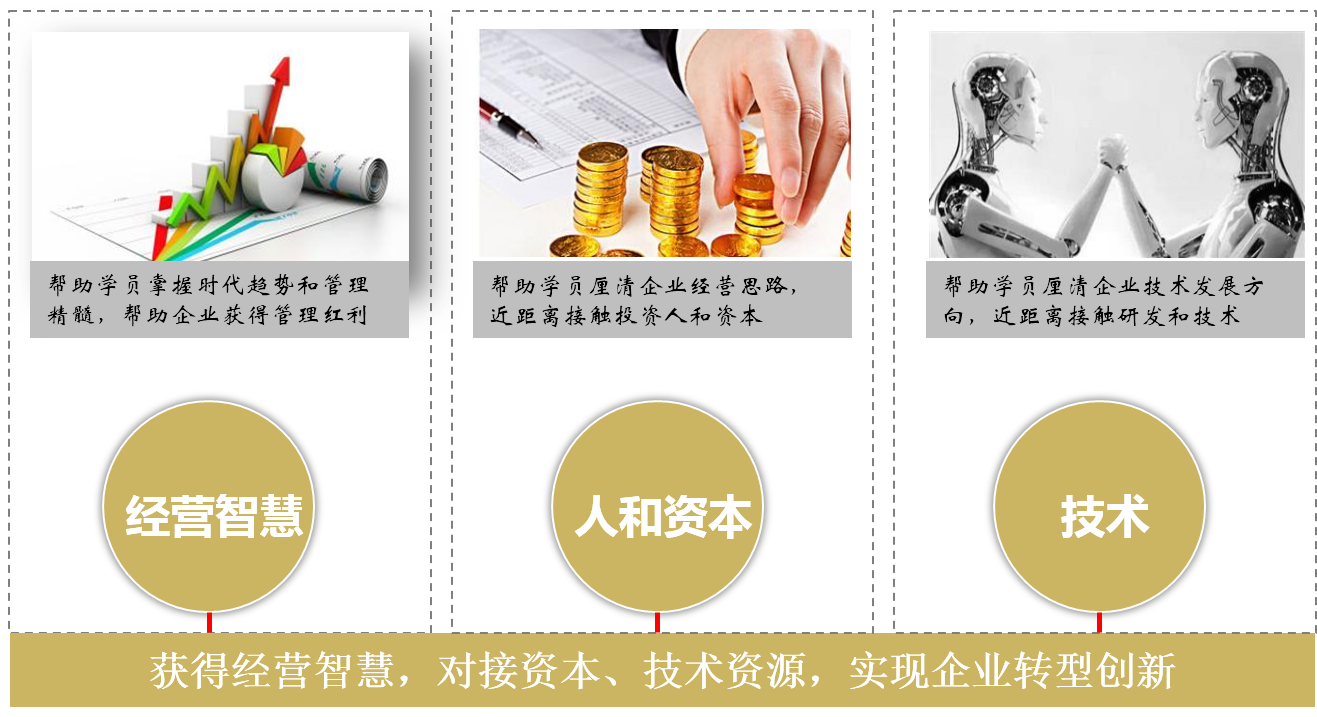 帮助学员掌握时代趋势和管理
精髓，帮助企业获得管理红利
帮助学员厘清企业经营思路，
近距离接触投资人和资本
帮助学员厘清企业技术发展方
向，近距离接触研发和技术
经营智慧
人和资本
技术
获得经营智慧，对接资本、技术资源，实现企业转型创新